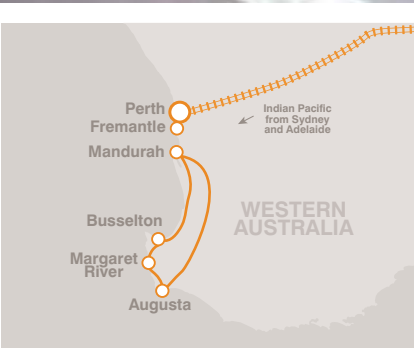 Perth
Fremantle
Mandurah
Indian Pacific
from Sydney
and Adelaide
WESTERN
AUSTRALIA
Busselton
Margaret
River
Augusta